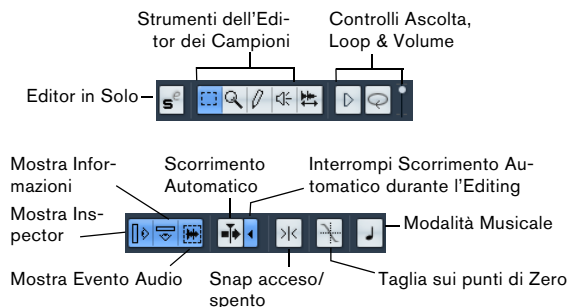 Strumenti dell'Edi-
tor dei Campioni
Controlli Ascolta,
Loop & Volume
Editor in Solo
s e
Mostra Infor-
mazioni
Scorrimento
Automatico
Interrompi Scorrimento Au-
tomatico durante l'Editing
Mostra Ins-
pector
Modalità Musicale
Mostra Evento Audio
Snap acceso/
spento
Taglia sui punti di Zero